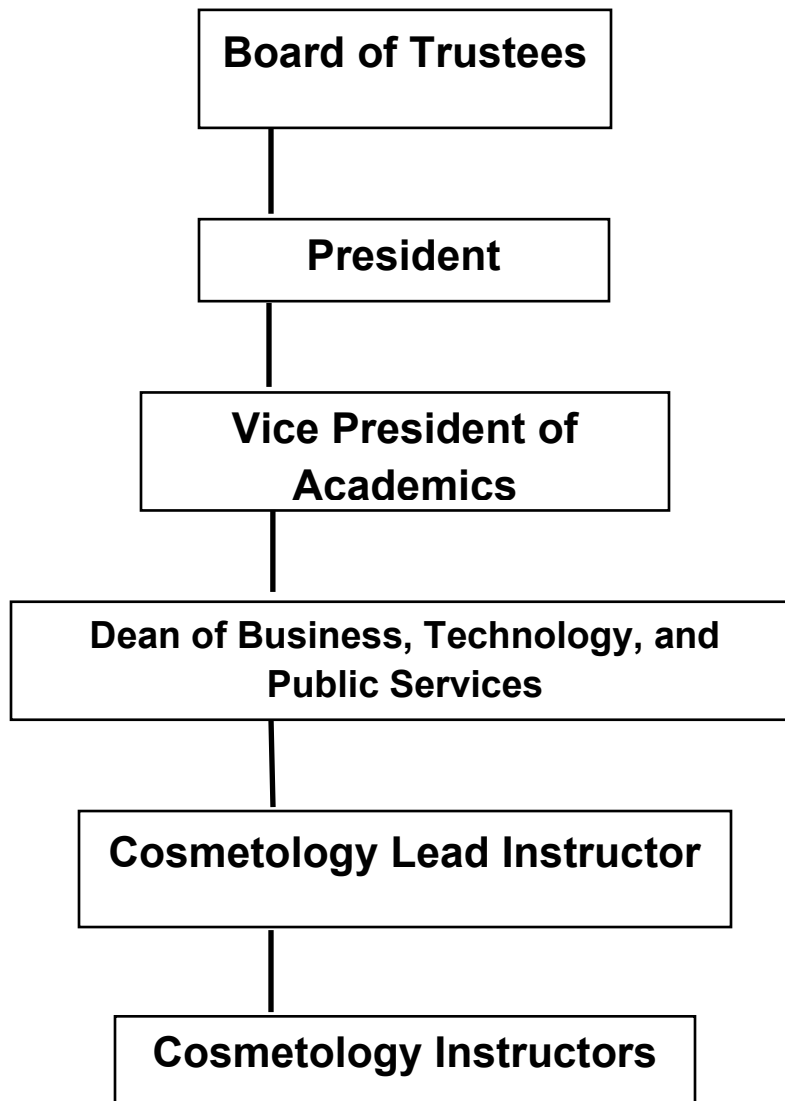 Board of Trustees
President
Vice President of
Academics
Dean of Business, Technology, and
Public Services
Cosmetology Lead Instructor
Cosmetology Instructors